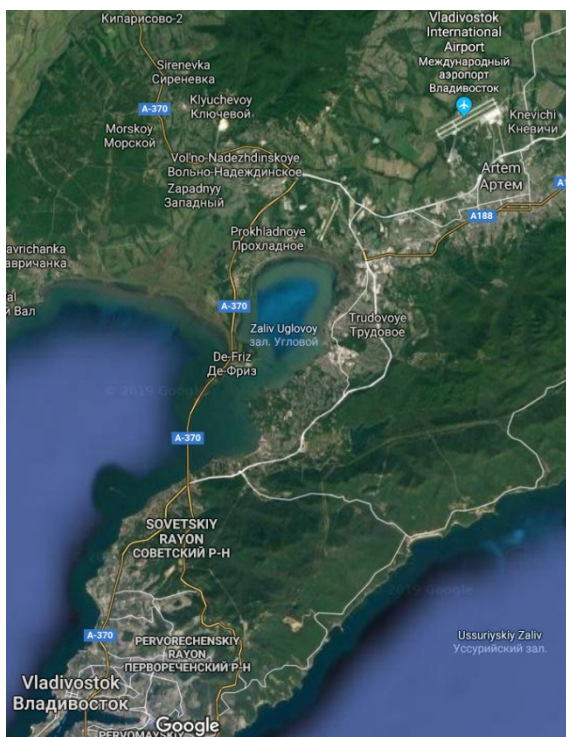 Кипарисово-2
Vladivostok
International
Airport
Международный
аэропорт
Владивосток
Sirenevka
Сиреневка
Klyuchevoy
Ключевой
A-370
Knevichi
Кневичи
Morskoy
Морской
Vol'no-Nadezhdinskoye
Вольно-Надеждинское
Artem
Артем
Zapadnyy
Западный
A1
A188
Prokhladnoye
Прохладное
avrichanka
авричанка
al
й Вал
A-370
Zaliv Uglovoy
зал. Угловой
Trudovoye
Трудовое
De-Friz
Де-Фриз
© 2019 Google
A-370
SOVETSKIY
RAYON
СОВЕТСКИЙ Р-Н
© 2019 Google
A-370
PERVORECHENSKIY
RAYON
ПЕРВОРЕЧЕНСКИЙ Р-Н
Ussuriyskiy Zaliv
Уссурийский зал.
Vladivostok
Владивосток
Google
PERVOMAYSKIY